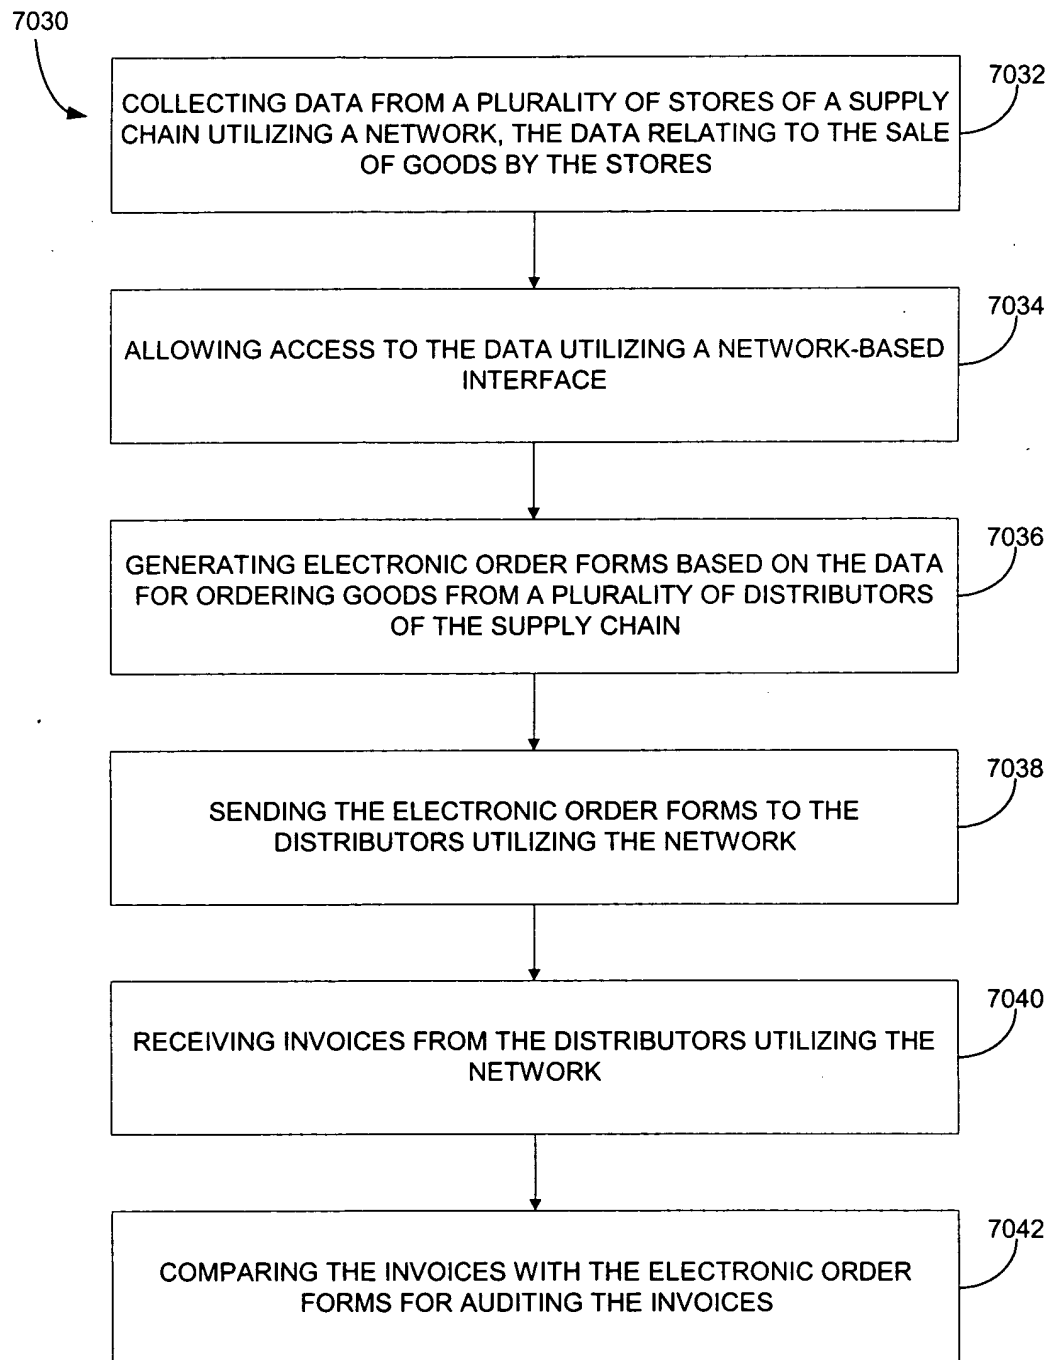 7030
7032
COLLECTING DATA FROM A PLURALITY OF STORES OF A SUPPLY
CHAIN UTILIZING A NETWORK, THE DATA RELATING TO THE SALE
OF GOODS BY THE STORES
7034
ALLOWING ACCESS TO THE DATA UTILIZING A NETWORK-BASED
INTERFACE
7036
GENERATING ELECTRONIC ORDER FORMS BASED ON THE DATA
FOR ORDERING GOODS FROM A PLURALITY OF DISTRIBUTORS
OF THE SUPPLY CHAIN
7038
SENDING THE ELECTRONIC ORDER FORMS TO THE
DISTRIBUTORS UTILIZING THE NETWORK
7040
RECEIVING INVOICES FROM THE DISTRIBUTORS UTILIZING THE
NETWORK
7042
COMPARING THE INVOICES WITH THE ELECTRONIC ORDER
FORMS FOR AUDITING THE INVOICES